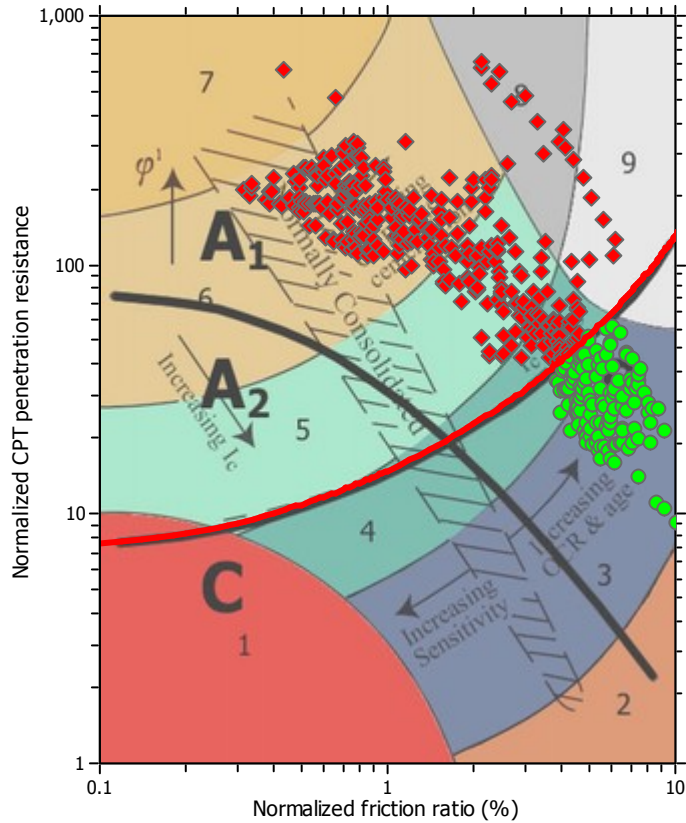 1,000
100
10
1
0.1
1
10
Normalized CPT penetration resistance
Normalized friction ratio (%)
7
8
9
φ'
A1
6
A2
Normally Consolidated
Increasing Ic
5
4
C
1
Increasing
OCR & age
3
Increasing
Sensitivity
2